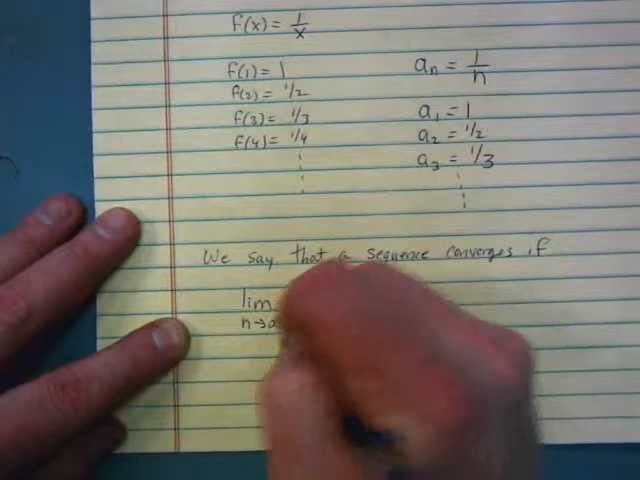 f(x) = 1/x
f(1) = 1
f(2) = 1/2
f(3) = 1/3
f(4) = 1/4
an = 1/n
a1 = 1
a2 = 1/2
a3 = 1/3
We say that a sequence converges if
lim
n→